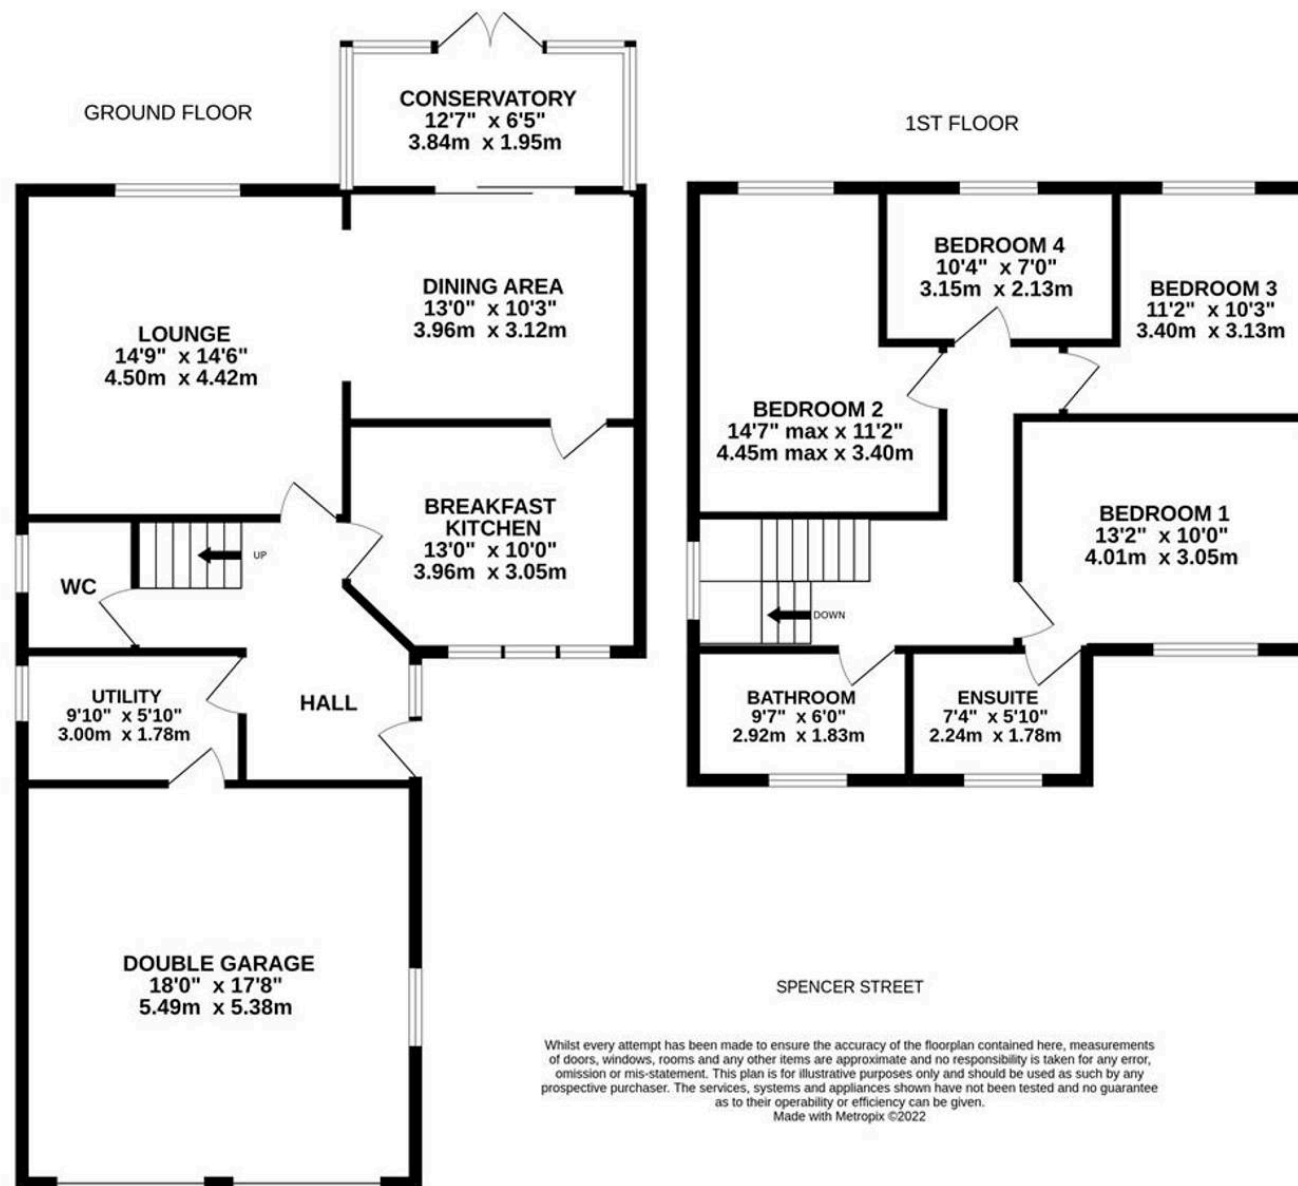 GROUND FLOOR
CONSERVATORY
12'7" x 6'5"
3.84m x 1.95m
LOUNGE
14'9" x 14'6"
4.50m x 4.42m
DINING AREA
13'0" x 10'3"
3.96m x 3.12m
BREAKFAST
KITCHEN
13'0" x 10'0"
3.96m x 3.05m
UP
WC
UTILITY
9'10" x 5'10"
3.00m x 1.78m
HALL
DOUBLE GARAGE
18'0" x 17'8"
5.49m x 5.38m
1ST FLOOR
BEDROOM 4
10'4" x 7'0"
3.15m x 2.13m
BEDROOM 3
11'2" x 10'3"
3.40m x 3.13m
BEDROOM 2
14'7" max x 11'2"
4.45m max x 3.40m
BEDROOM 1
13'2" x 10'0"
4.01m x 3.05m
DOWN
BATHROOM
9'7" x 6'0"
2.92m x 1.83m
ENSUITE
7'4" x 5'10"
2.24m x 1.78m
SPENCER STREET
Whilst every attempt has been made to ensure the accuracy of the floorplan contained here, measurements
of doors, windows, rooms and any other items are approximate and no responsibility is taken for any error,
omission or mis-statement. This plan is for illustrative purposes only and should be used as such by any
prospective purchaser. The services, systems and appliances shown have not been tested and no guarantee
as to their operability or efficiency can be given.
Made with Metropix ©2022